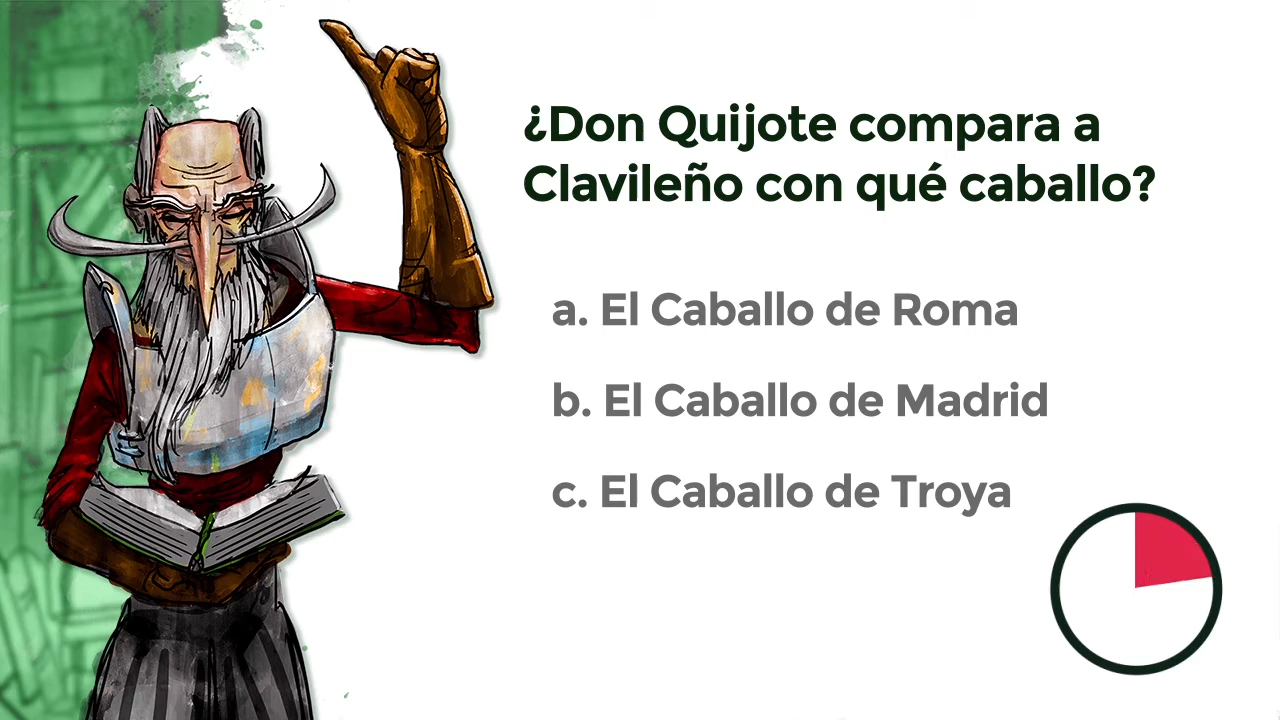 ¿Don Quijote compara a
Clavileño con qué caballo?
a. El Caballo de Roma
b. El Caballo de Madrid
c. El Caballo de Troya